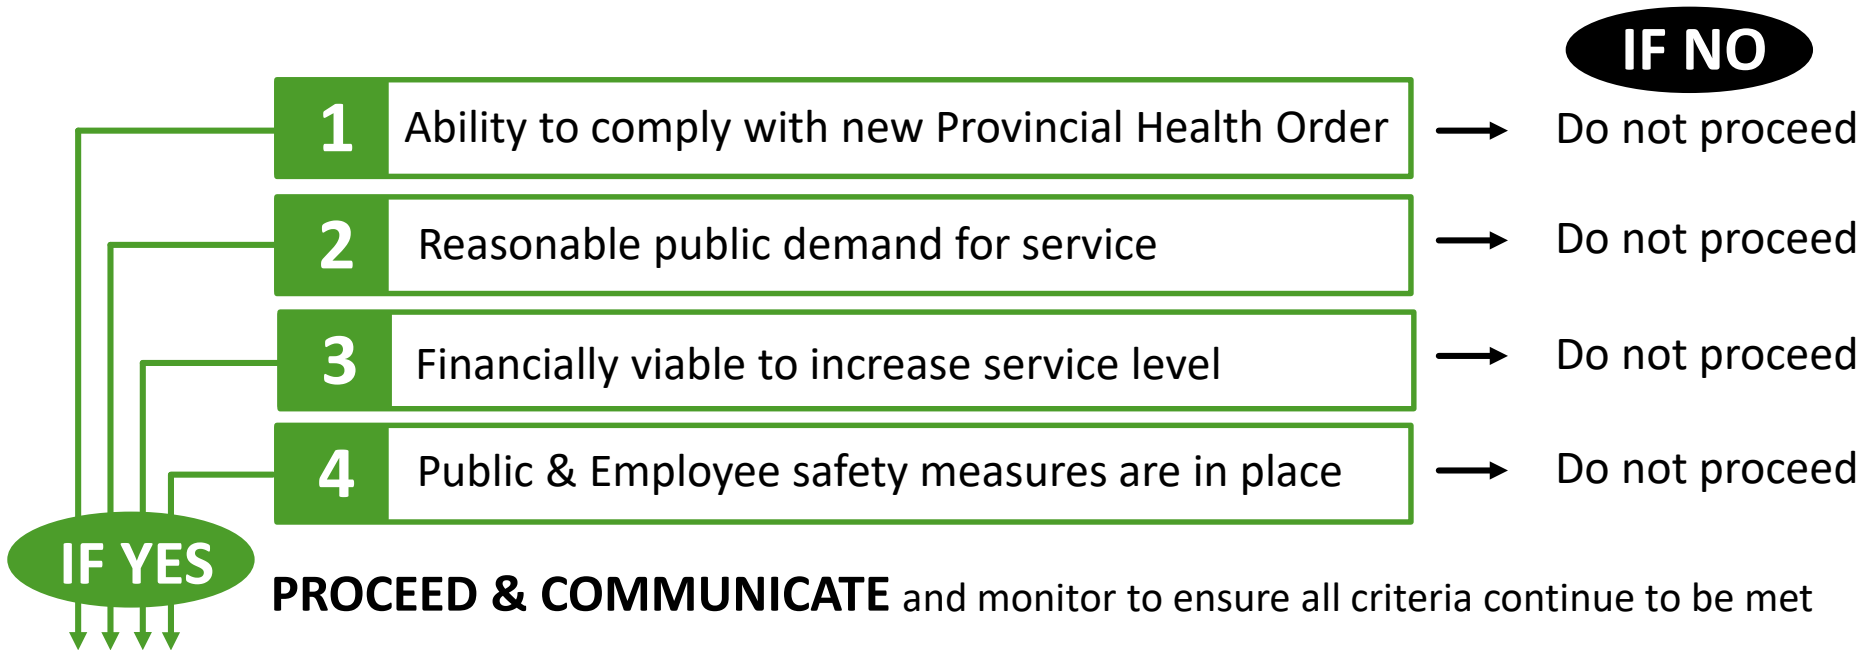 IF NO
1 Ability to comply with new Provincial Health Order Do not proceed
2 Reasonable public demand for service Do not proceed
3 Financially viable to increase service level Do not proceed
4 Public & Employee safety measures are in place Do not proceed
IF YES
PROCEED & COMMUNICATE and monitor to ensure all criteria continue to be met